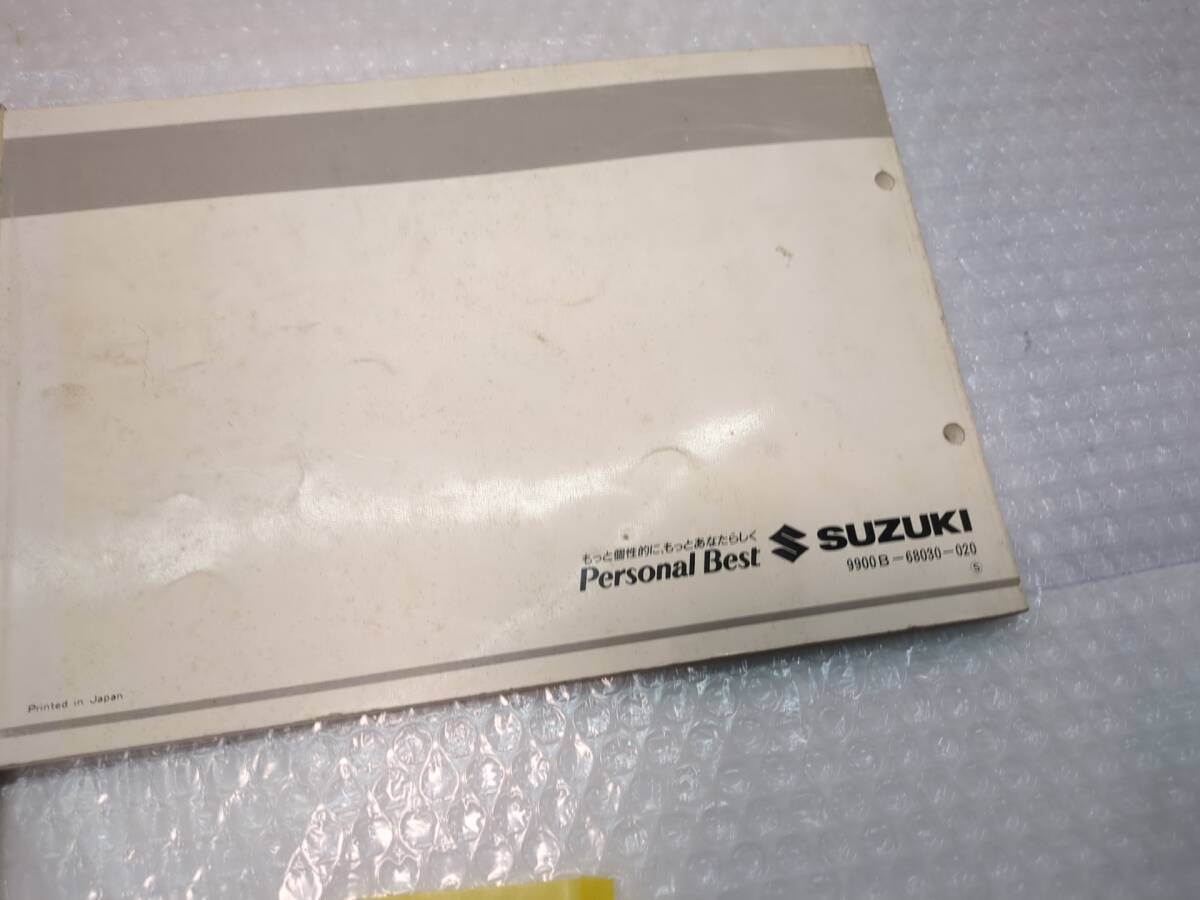 もっと個性的に、もっとあなたらしく
Personal Best
SUZUKI
9900B-68030-020
Ⓢ
Printed in Japan